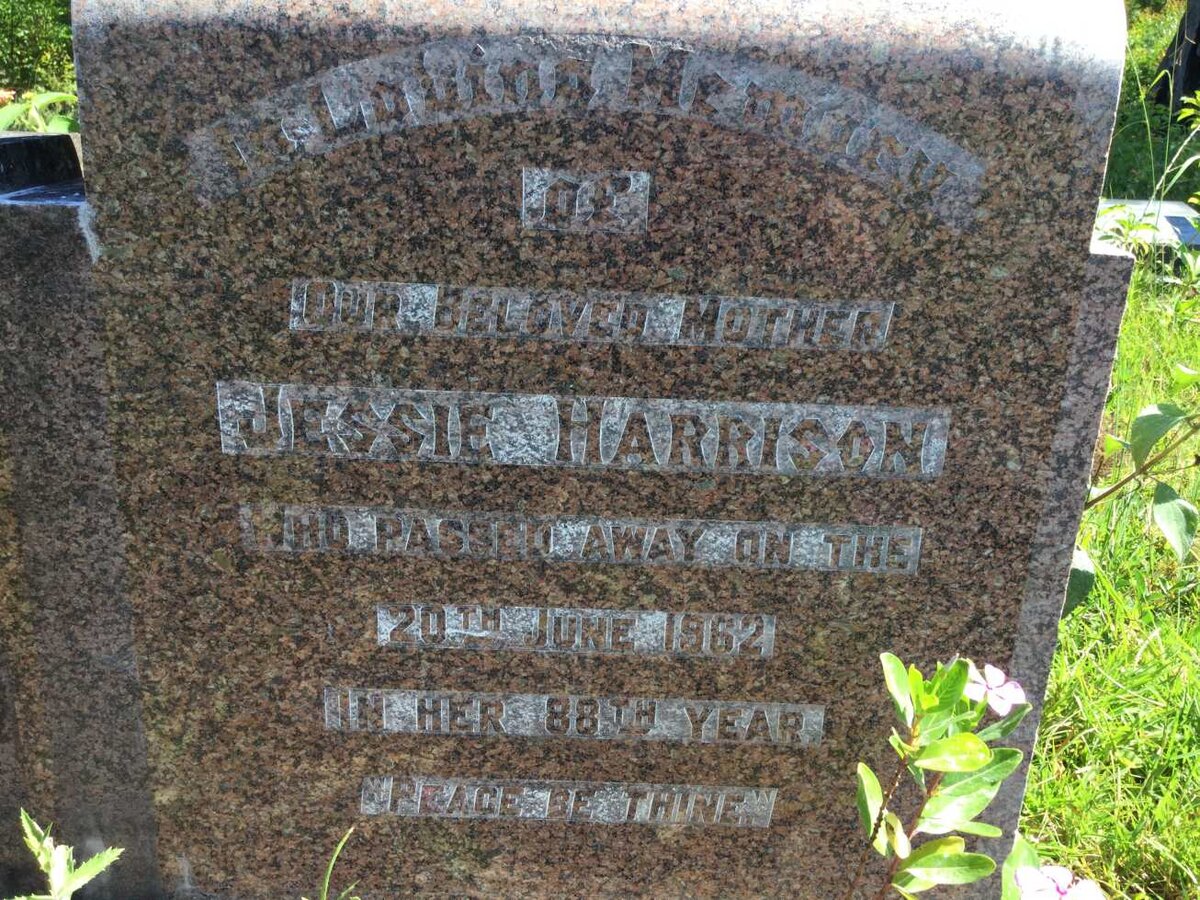 In Loving Memory
OF
OUR BELOVED MOTHER
JESSIE HARRISON
WHO PASSED AWAY ON THE
20TH JUNE 1962
IN HER 88TH YEAR
"PEACE BE THINE"